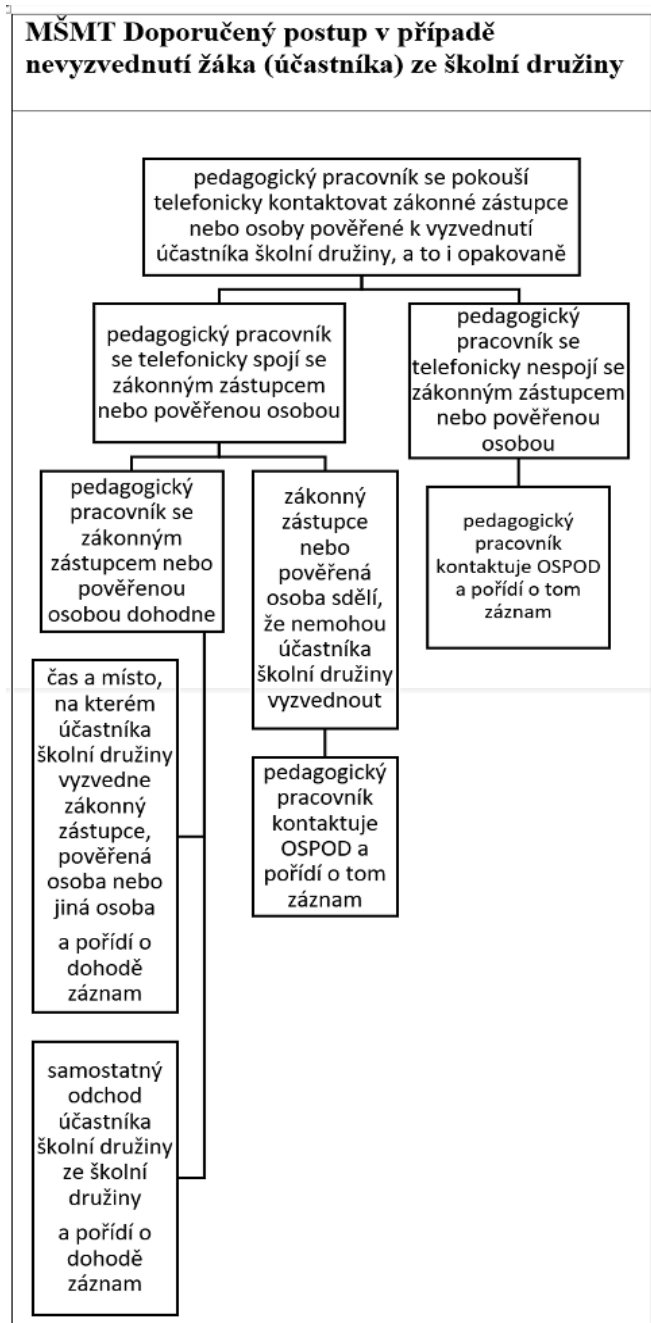 MŠMT Doporučený postup v případě
nevyzvednutí žáka (účastníka) ze školní družiny
pedagogický pracovník se pokouší
telefonicky kontaktovat zákonné zástupce
nebo osoby pověřené k vyzvednutí
účastníka školní družiny, a to i opakovaně
pedagogický pracovník
se telefonicky spojí se
zákonným zástupcem
nebo pověřenou osobou
pedagogický
pracovník se
telefonicky nespojí se
zákonným zástupcem
nebo pověřenou
osobou
pedagogický
pracovník se
zákonným
zástupcem nebo
pověřenou
osobou dohodne
zákonný
zástupce
nebo
pověřená
osoba sdělí,
že nemohou
účastníka
školní družiny
vyzvednout
pedagogický
pracovník
kontaktuje OSPOD
a pořídí o tom
záznam
čas a místo,
na kterém
účastníka
školní družiny
vyzvedne
zákonný
zástupce,
pověřená
osoba nebo
jiná osoba
a pořídí o
dohodě
záznam
pedagogický
pracovník
kontaktuje
OSPOD a
pořídí o tom
záznam
samostatný
odchod
účastníka
školní družiny
ze školní
družiny
a pořídí o
dohodě
záznam